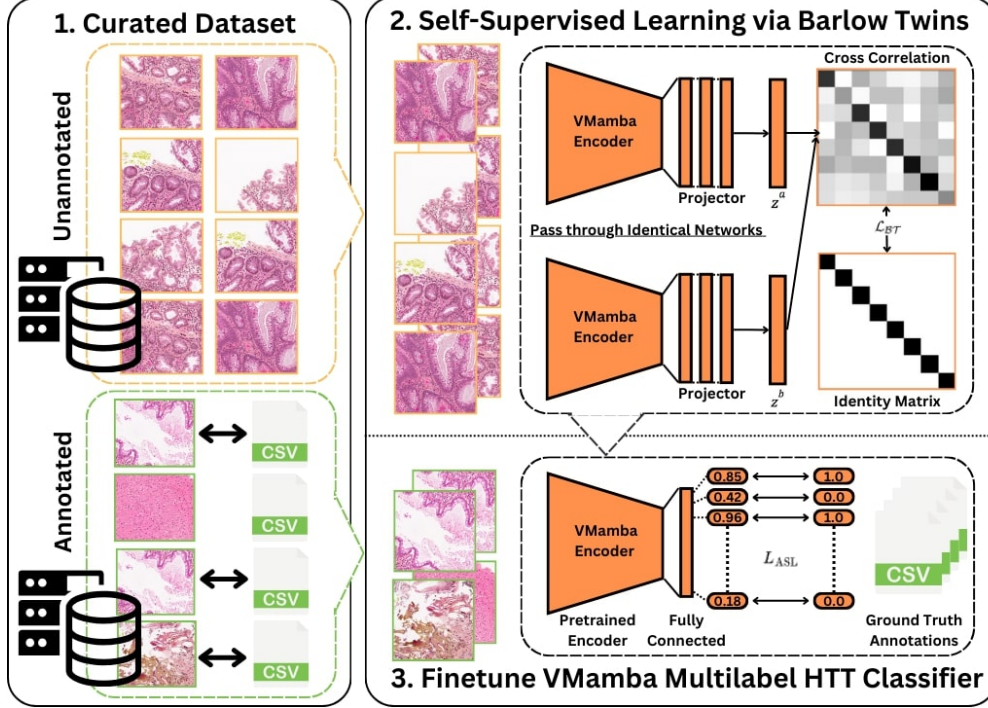 1. Curated Dataset
Unannotated
Annotated
CSV
CSV
CSV
CSV
2. Self-Supervised Learning via Barlow Twins
VMamba
Encoder
Projector
z^a
Cross Correlation
Pass through Identical Networks
ℒ_ℬ𝒯
VMamba
Encoder
Projector
z^b
Identity Matrix
VMamba
Encoder
Pretrained
Encoder
Fully
Connected
0.85 1.0
0.42 0.0
0.96 1.0
L_ASL
0.18 0.0
CSV
Ground Truth
Annotations
3. Finetune VMamba Multilabel HTT Classifier